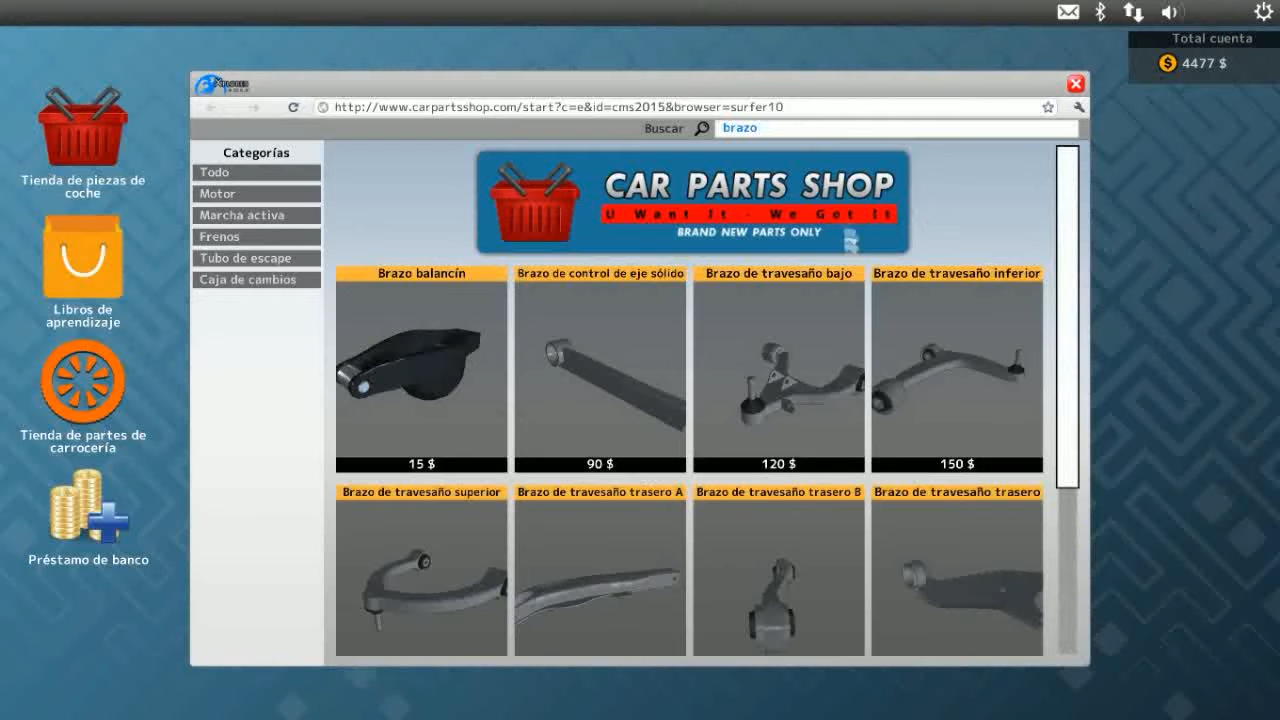 Total cuenta
4477 $
Tienda de piezas de
coche
Libros de
aprendizaje
Tienda de partes de
carrocería
Préstamo de banco
http://www.carpartsshop.com/start?c=e&id=cms2015&browser=surfer10
Buscar
brazo
Categorías
Todo
Motor
Marcha activa
Frenos
Tubo de escape
Caja de cambios
CAR PARTS SHOP
U Want It - We Got It
BRAND NEW PARTS ONLY
Brazo balancín
Brazo de control de eje sólido
Brazo de travesaño bajo
Brazo de travesaño inferior
15 $
90 $
120 $
150 $
Brazo de travesaño superior
Brazo de travesaño trasero A
Brazo de travesaño trasero B
Brazo de travesaño trasero